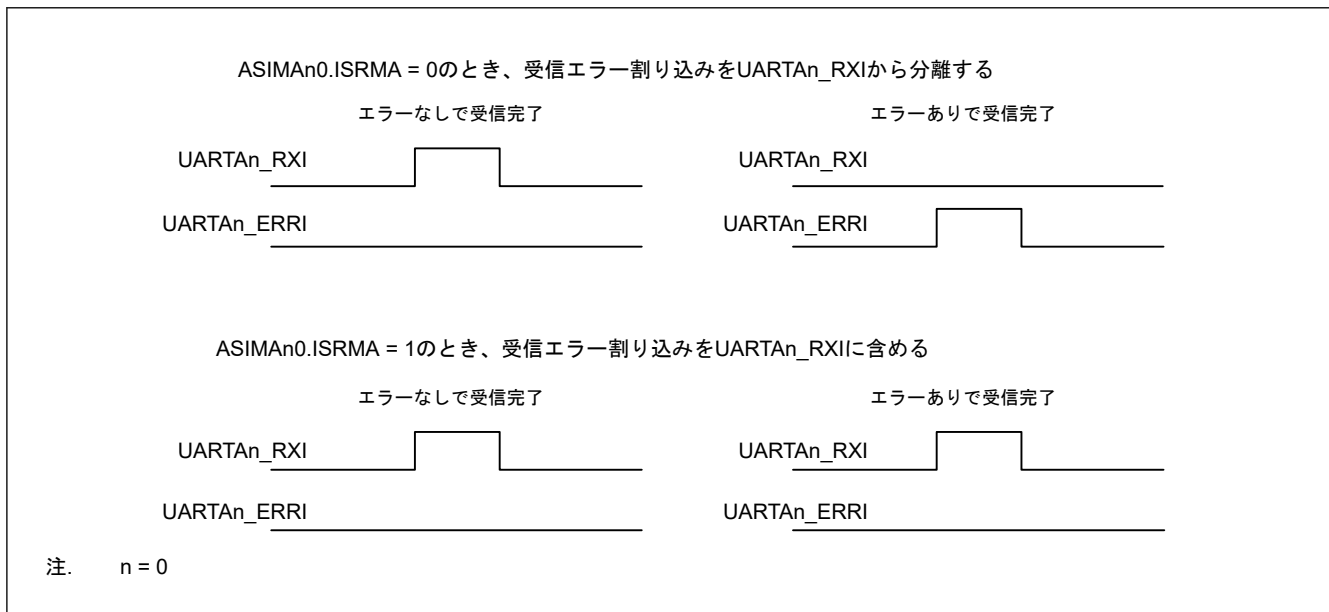 ASIMAn0.ISRMA = 0のとき、受信エラー割り込みをUARTAn_RXIから分離する
エラーなしで受信完了
エラーありで受信完了
UARTAn_RXI
UARTAn_RXI
UARTAn_ERRI
UARTAn_ERRI
ASIMAn0.ISRMA = 1のとき、受信エラー割り込みをUARTAn_RXIに含める
エラーなしで受信完了
エラーありで受信完了
UARTAn_RXI
UARTAn_RXI
UARTAn_ERRI
UARTAn_ERRI
注. n = 0